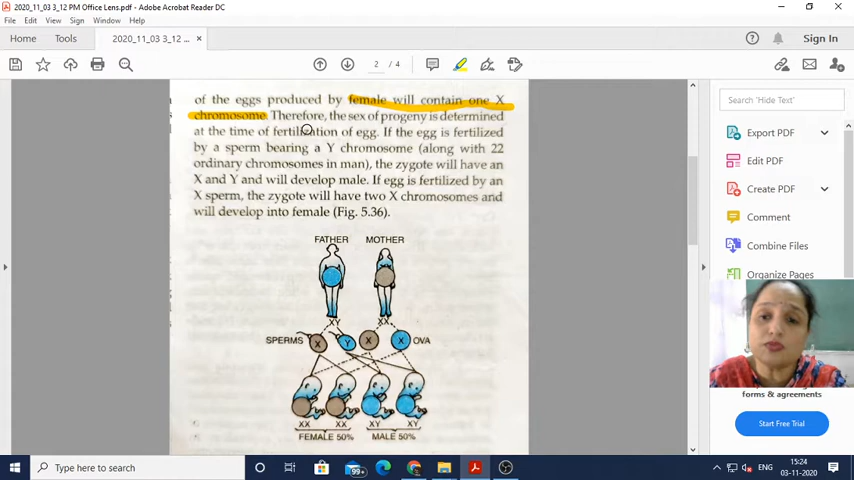 2020_11_03 3_12 PM Office Lens.pdf - Adobe Acrobat Reader DC
File Edit View Sign Window Help
Home Tools 2020_11_03 3_12 ... × Sign In
2 / 4
of the eggs produced by female will contain one X
chromosome. Therefore, the sex of progeny is determined
at the time of fertilization of egg. If the egg is fertilized
by a sperm bearing a Y chromosome (along with 22
ordinary chromosomes in man), the zygote will have an
X and Y and will develop male. If egg is fertilized by an
X sperm, the zygote will have two X chromosomes and
will develop into female (Fig. 5.36).
FATHER MOTHER
XY XX
SPERMS X Y X X OVA
XX XX XY XY
FEMALE 50% MALE 50%
Search 'Hide Text'
Export PDF
Edit PDF
Create PDF
Comment
Combine Files
Organize Pages
forms & agreements
Start Free Trial
Type here to search
99+
ENG
15:24
03-11-2020